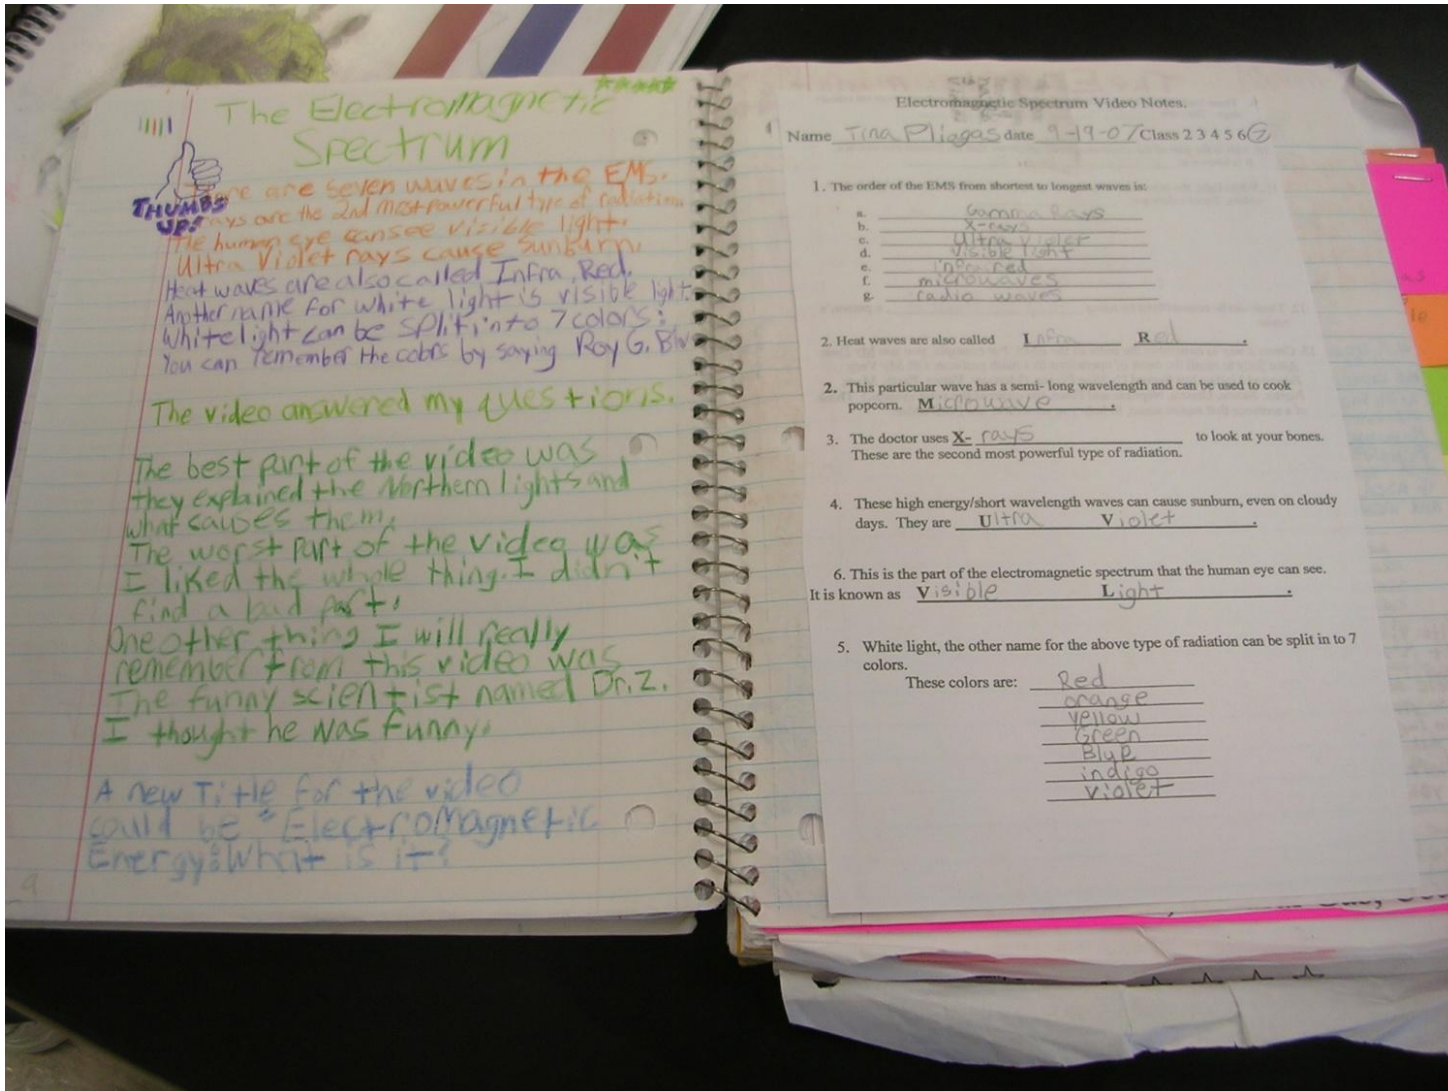 The Electromagnetic
Spectrum
THUMBS
UP!
are seven waves in the EMS.
rays are the 2nd most powerful type of radiation.
The human eye can see visible light.
Ultra Violet rays cause sunburn.
Heat waves are also called Infra Red.
Another name for white light is visible light.
White light can be split into 7 colors:
You can remember the colors by saying Roy G. Biv
The video answered my questions.
The best part of the video was
they explained the Northern lights and
what causes them.
The worst part of the video was
I liked the whole thing. I didn't
find a bad part.
One other thing I will really
remember from this video was
The funny scientist named Dr. Z.
I thought he was funny.
A new Title for the video
could be "ElectroMagnetic
Energy: What is it?
9
Electromagnetic Spectrum Video Notes.
Name Tina Pliagas date 9-19-07 Class 2 3 4 5 6 7
1. The order of the EMS from shortest to longest waves is:
a. Gamma Rays
b. X-rays
c. Ultra Violet
d. Visible light
e. infrared
f. microwaves
g. radio waves
2. Heat waves are also called Infra Red.
2. This particular wave has a semi- long wavelength and can be used to cook
popcorn. Microwave.
3. The doctor uses X- rays to look at your bones.
These are the second most powerful type of radiation.
4. These high energy/short wavelength waves can cause sunburn, even on cloudy
days. They are Ultra Violet.
6. This is the part of the electromagnetic spectrum that the human eye can see.
It is known as Visible Light.
5. White light, the other name for the above type of radiation can be split in to 7
colors.
These colors are: Red
orange
yellow
Green
Blue
indigo
violet